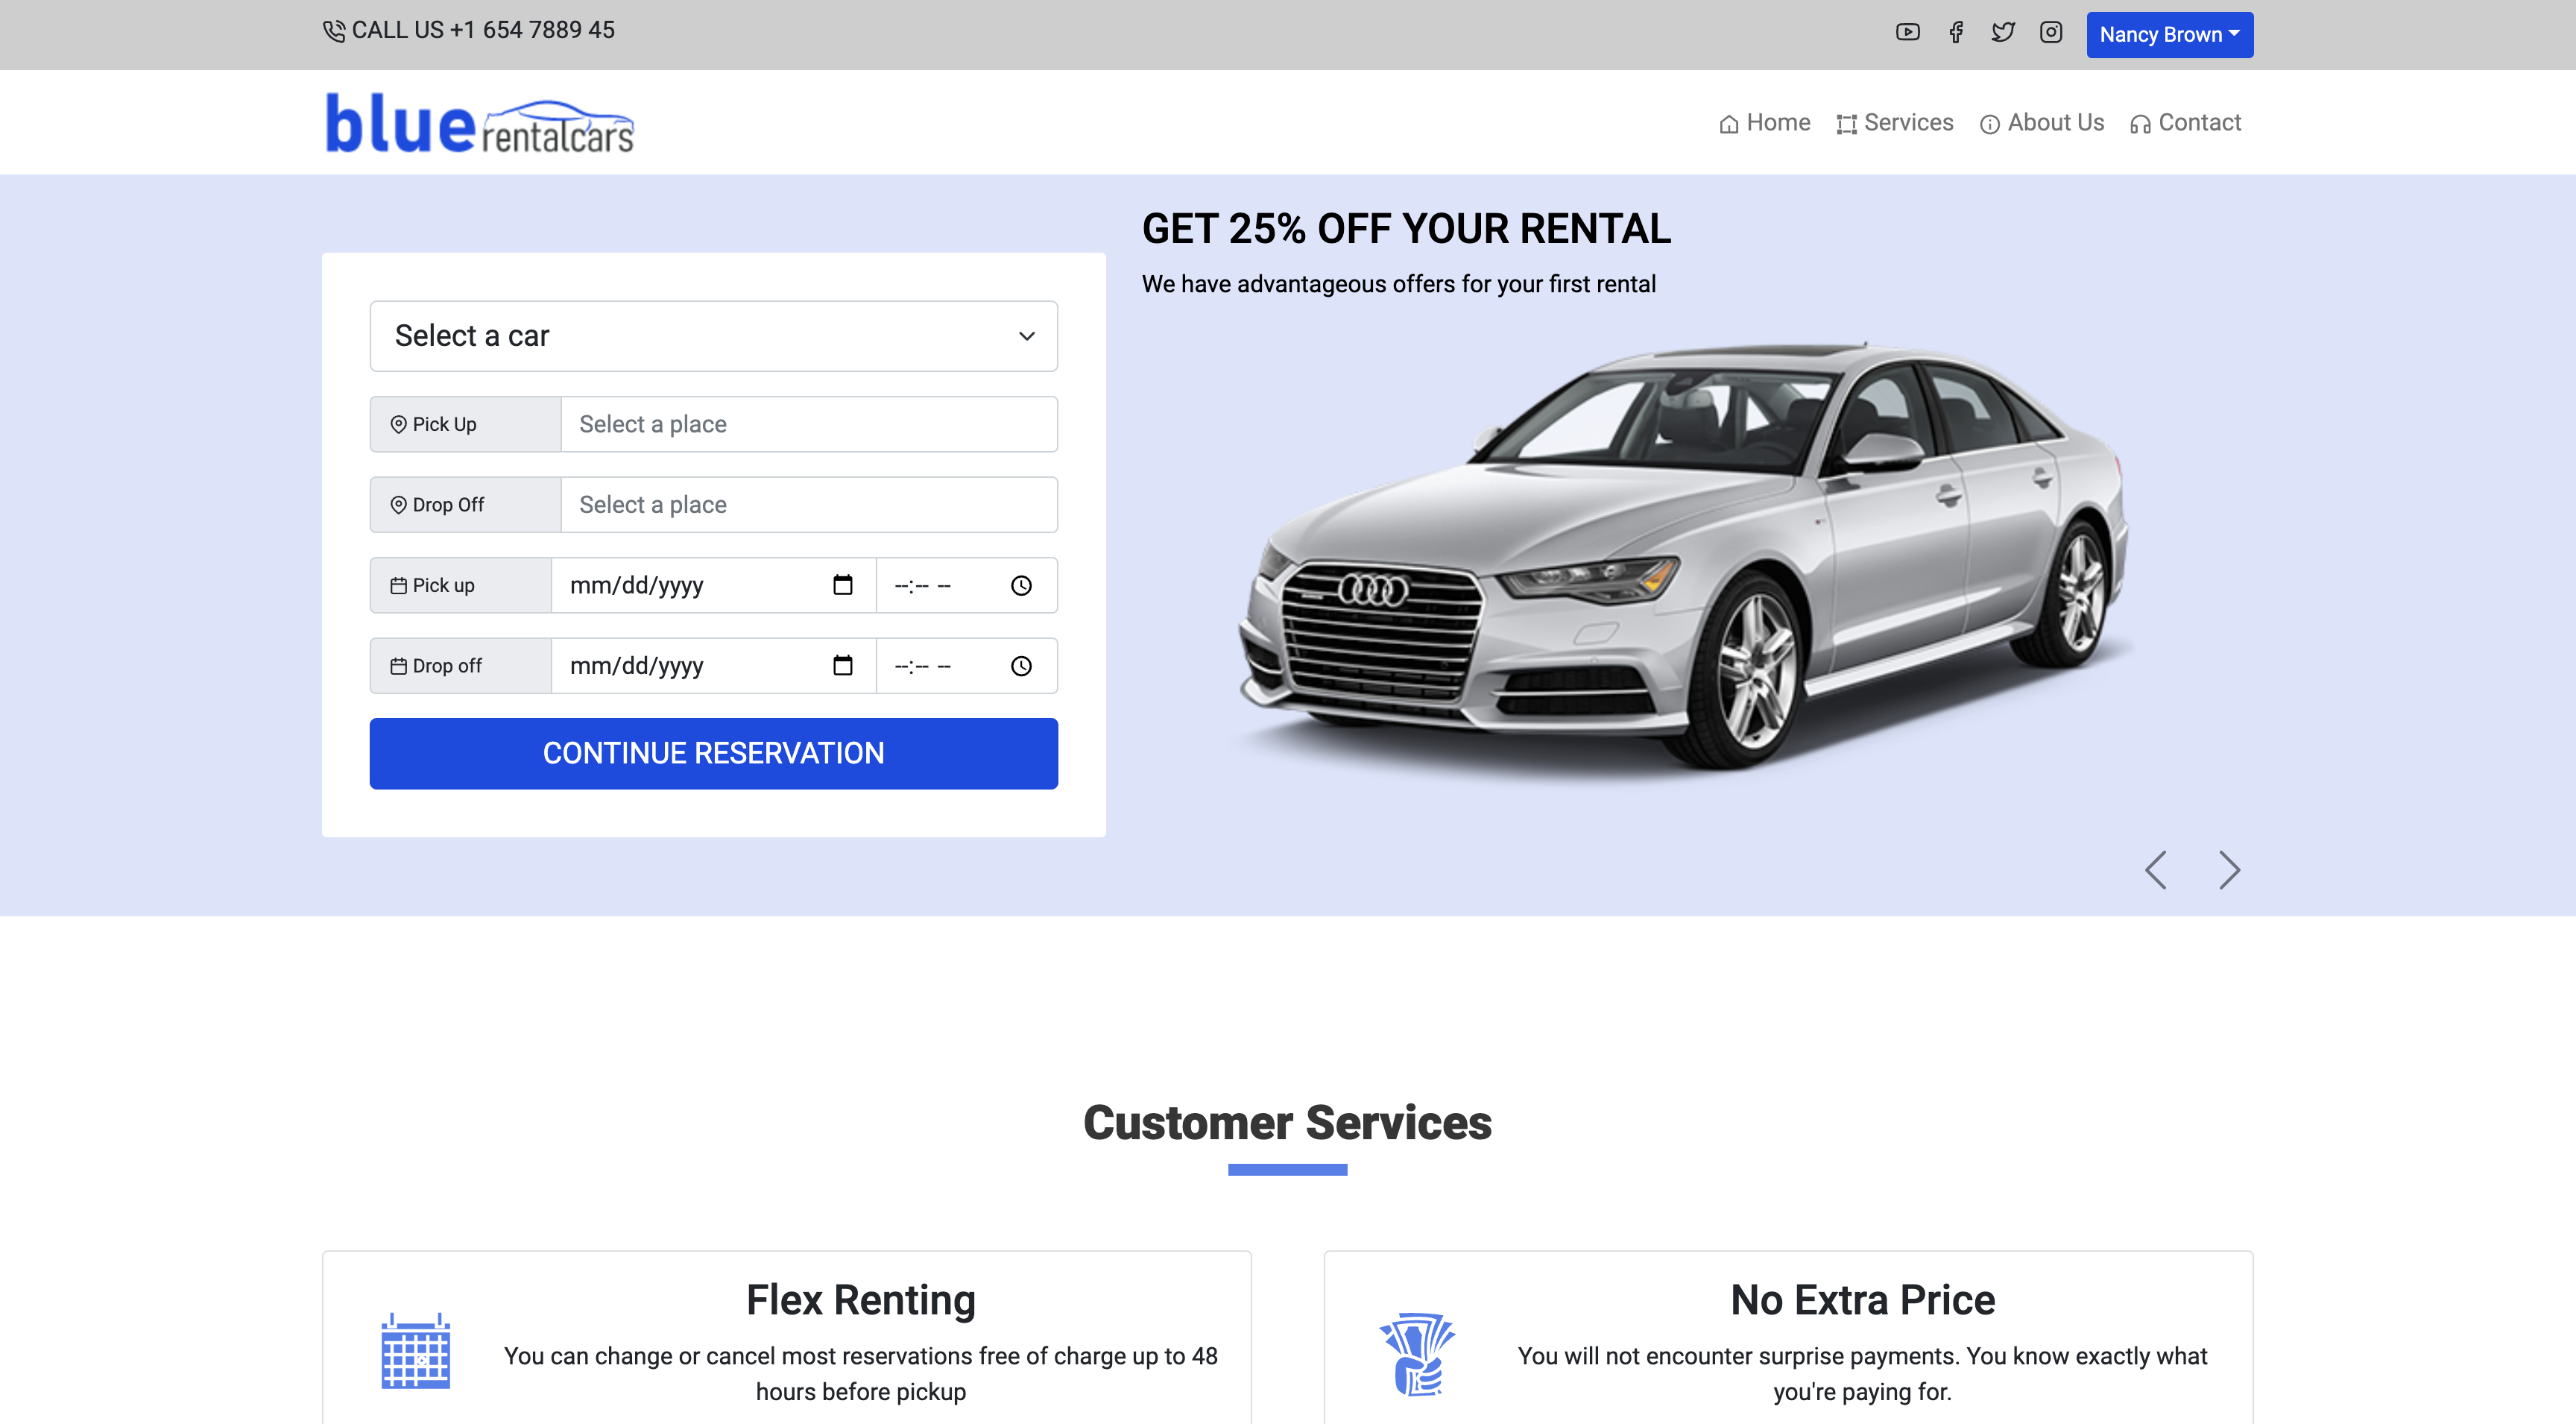 CALL US +1 654 7889 45
Nancy Brown
blue rentalcars
Home Services About Us Contact
GET 25% OFF YOUR RENTAL
We have advantageous offers for your first rental
Select a car
Pick Up Select a place
Drop Off Select a place
Pick up mm/dd/yyyy --:-- --
Drop off mm/dd/yyyy --:-- --
CONTINUE RESERVATION
Customer Services
Flex Renting
You can change or cancel most reservations free of charge up to 48
hours before pickup
No Extra Price
You will not encounter surprise payments. You know exactly what
you're paying for.